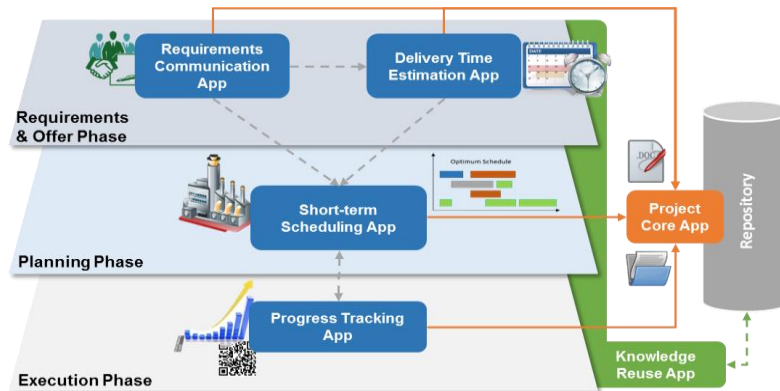 Requirements
Communication
App
Delivery Time
Estimation App
Requirements
& Offer Phase
Optimum Schedule
.DOC
Short-term
Scheduling App
Project
Core App
Repository
Planning Phase
Progress Tracking
App
Knowledge
Reuse App
Execution Phase